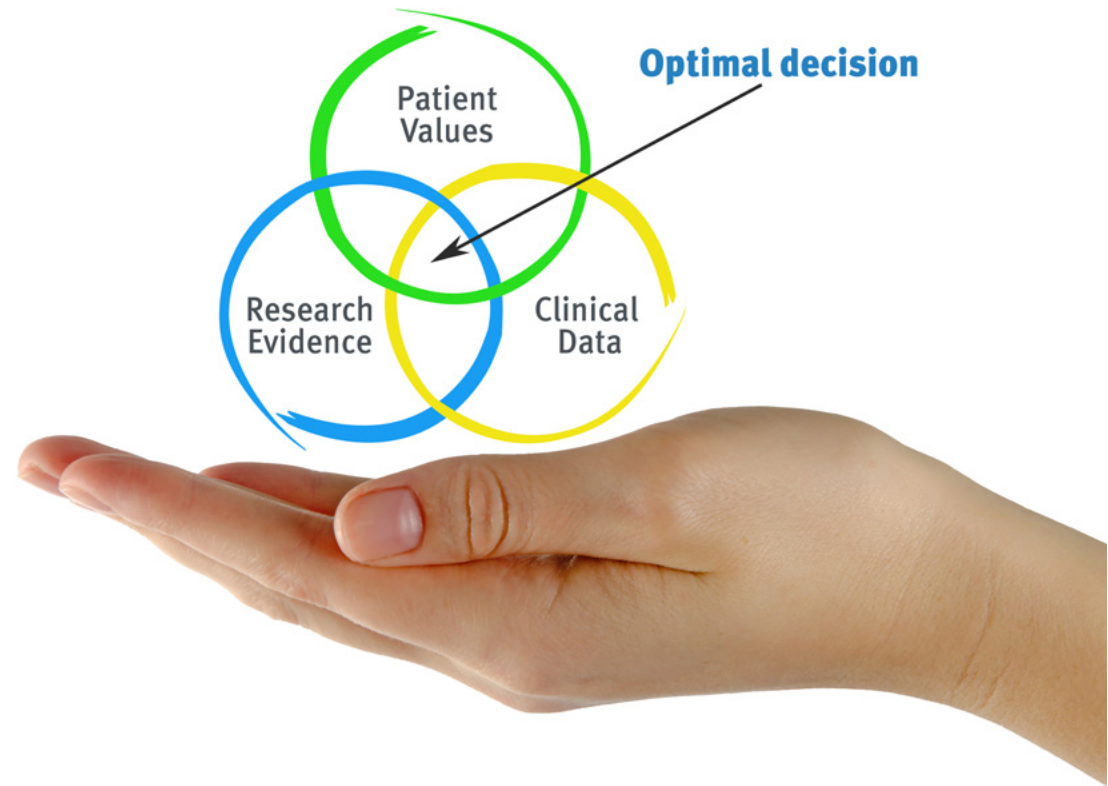 Optimal decision
Patient
Values
Research
Evidence
Clinical
Data